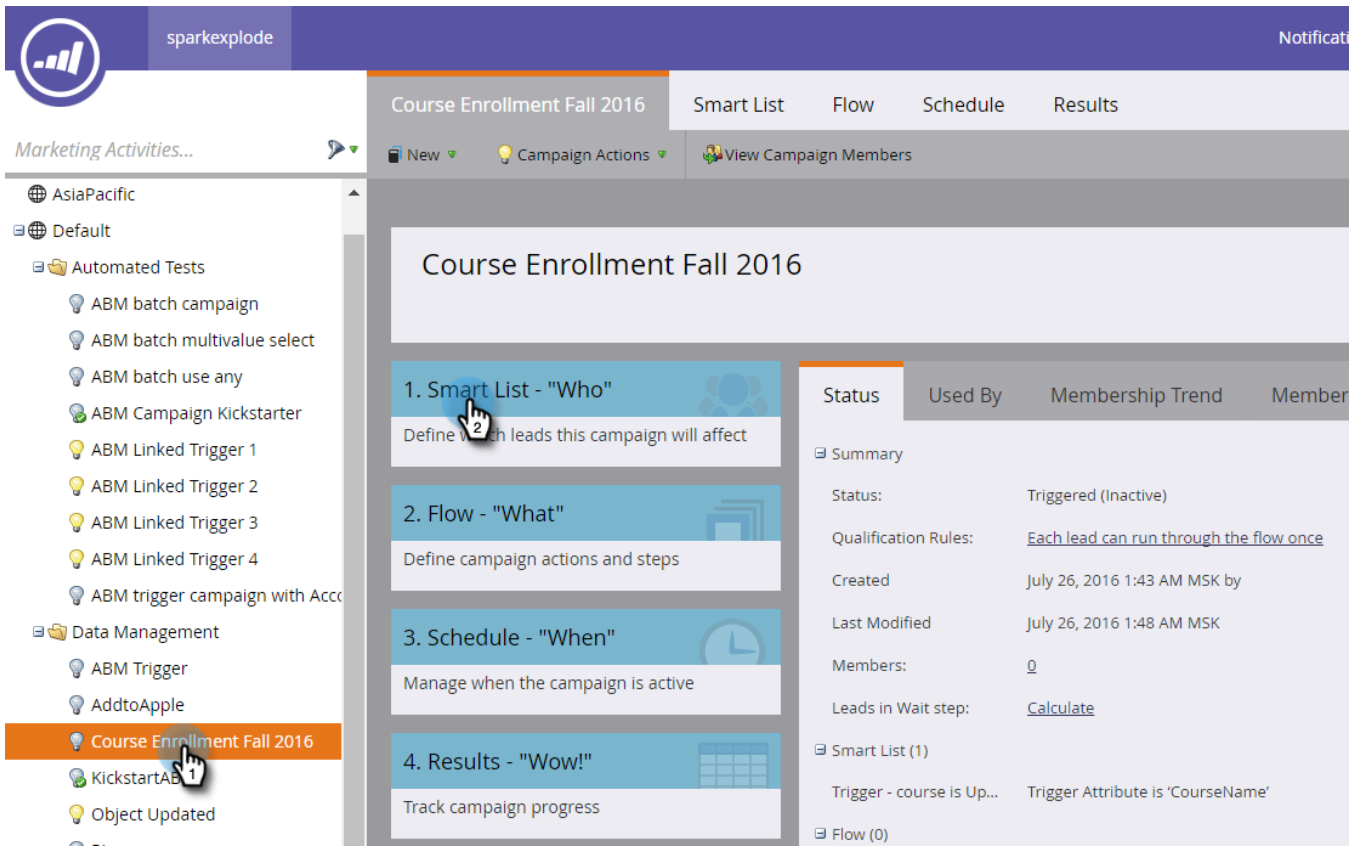 sparkexplode
Notificati
Course Enrollment Fall 2016 Smart List Flow Schedule Results
Marketing Activities...
New Campaign Actions View Campaign Members
AsiaPacific
Default
Automated Tests
ABM batch campaign
ABM batch multivalue select
ABM batch use any
ABM Campaign Kickstarter
ABM Linked Trigger 1
ABM Linked Trigger 2
ABM Linked Trigger 3
ABM Linked Trigger 4
ABM trigger campaign with Acco
Data Management
ABM Trigger
AddtoApple
Course Enrollment Fall 2016
1
KickstartAB
Object Updated
Course Enrollment Fall 2016
1. Smart List - "Who"
2
Define which leads this campaign will affect
2. Flow - "What"
Define campaign actions and steps
3. Schedule - "When"
Manage when the campaign is active
4. Results - "Wow!"
Track campaign progress
Status Used By Membership Trend Member
Summary
Status: Triggered (Inactive)
Qualification Rules: Each lead can run through the flow once
Created July 26, 2016 1:43 AM MSK by
Last Modified July 26, 2016 1:48 AM MSK
Members: 0
Leads in Wait step: Calculate
Smart List (1)
Trigger - course is Up... Trigger Attribute is ‘CourseName’
Flow (0)